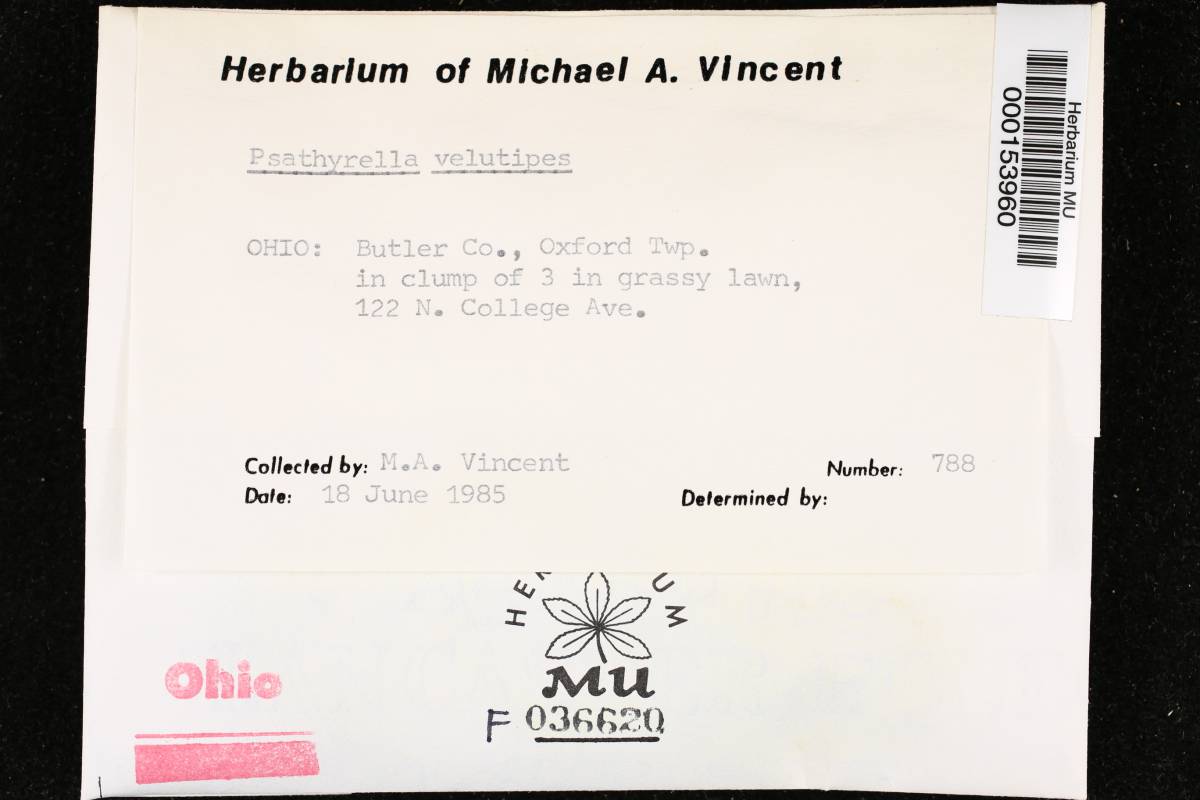 Herbarium of Michael A. Vincent
Herbarium MU
000153960
Psathyrella velutipes
OHIO: Butler Co., Oxford Twp.
in clump of 3 in grassy lawn,
122 N. College Ave.
Collected by: M.A. Vincent
Number: 788
Date: 18 June 1985
Determined by:
MU
Ohio
F 036620